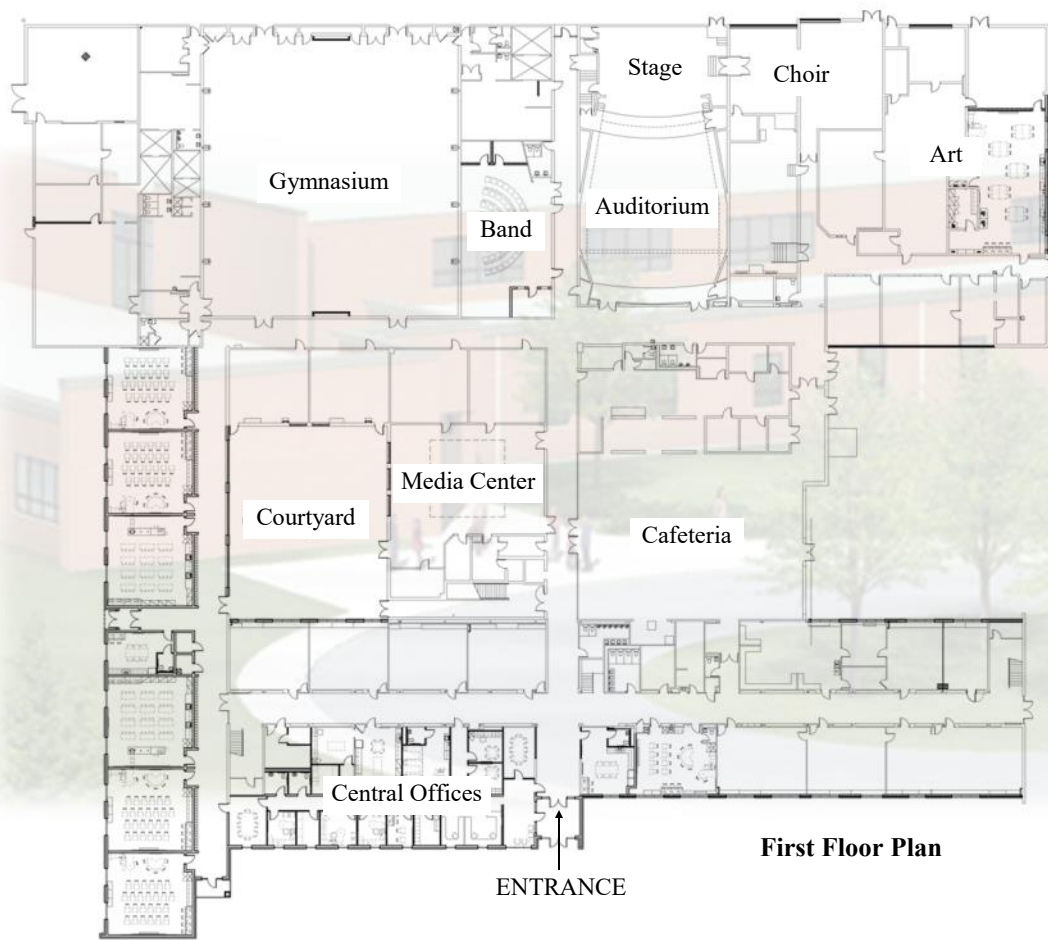 Stage
Choir
Art
Gymnasium
Auditorium
Band
Media Center
Courtyard
Cafeteria
Central Offices
First Floor Plan
ENTRANCE